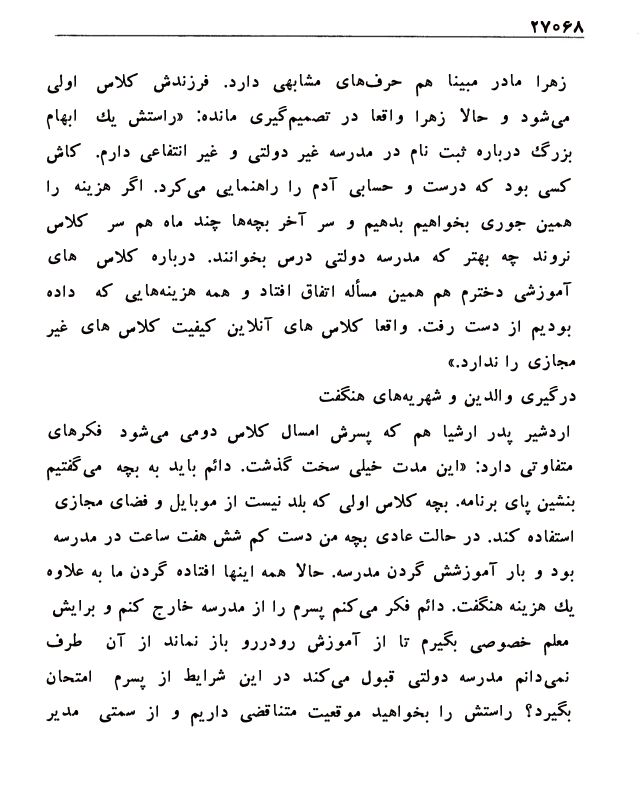 ۲۷۰۶۸
زهرا مادر مبینا هم حرف‌های مشابهی دارد. فرزندش کلاس اولی
می‌شود و حالا زهرا واقعا در تصمیم‌گیری مانده: «راستش یك ابهام
بزرگ درباره ثبت نام در مدرسه غیر دولتی و غیر انتفاعی دارم. کاش
کسی بود که درست و حسابی آدم را راهنمایی می‌کرد. اگر هزینه را
همین جوری بخواهیم بدهیم و سر آخر بچه‌ها چند ماه هم سر کلاس
نروند چه بهتر که مدرسه دولتی درس بخوانند. درباره کلاس های
آموزشی دخترم هم همین مسأله اتفاق افتاد و همه هزینه‌هایی که داده
بودیم از دست رفت. واقعا کلاس های آنلاین کیفیت کلاس های غیر
مجازی را ندارد.»
درگیری والدین و شهریه‌های هنگفت
اردشیر پدر ارشیا هم که پسرش امسال کلاس دومی می‌شود فکرهای
متفاوتی دارد: «این مدت خیلی سخت گذشت. دائم باید به بچه می‌گفتیم
بنشین پای برنامه. بچه کلاس اولی که بلد نیست از موبایل و فضای مجازی
استفاده کند. در حالت عادی بچه من دست کم شش هفت ساعت در مدرسه
بود و بار آموزشش گردن مدرسه. حالا همه اینها افتاده گردن ما به علاوه
یك هزینه هنگفت. دائم فکر می‌کنم پسرم را از مدرسه خارج کنم و برایش
معلم خصوصی بگیرم تا از آموزش رودررو باز نماند از آن طرف
نمی‌دانم مدرسه دولتی قبول می‌کند در این شرایط از پسرم امتحان
بگیرد؟ راستش را بخواهید موقعیت متناقضی داریم و از سمتی مدیر